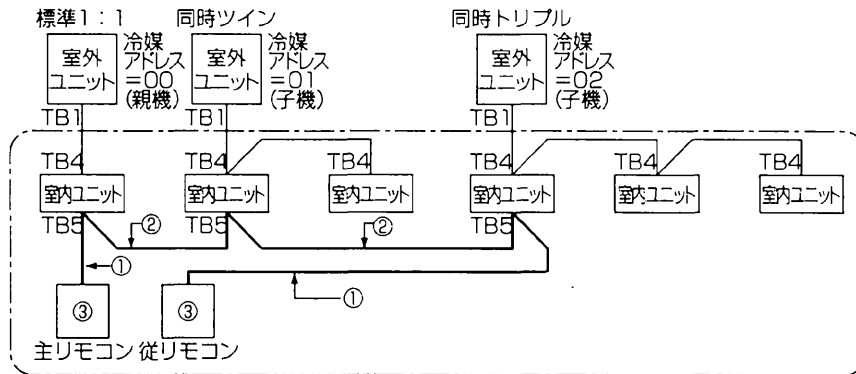 標準1：1
室外
ユニット
冷媒
アドレス
=00
(親機)
TB1
同時ツイン
室外
ユニット
冷媒
アドレス
=01
(子機)
TB1
同時トリプル
室外
ユニット
冷媒
アドレス
=02
(子機)
TB1
TB4
室内ユニット
TB5
TB4
室内ユニット
TB4
室内ユニット
TB4
室内ユニット
TB5
TB4
室内ユニット
TB4
室内ユニット
②
②
①
①
③
主リモコン
③
従リモコン